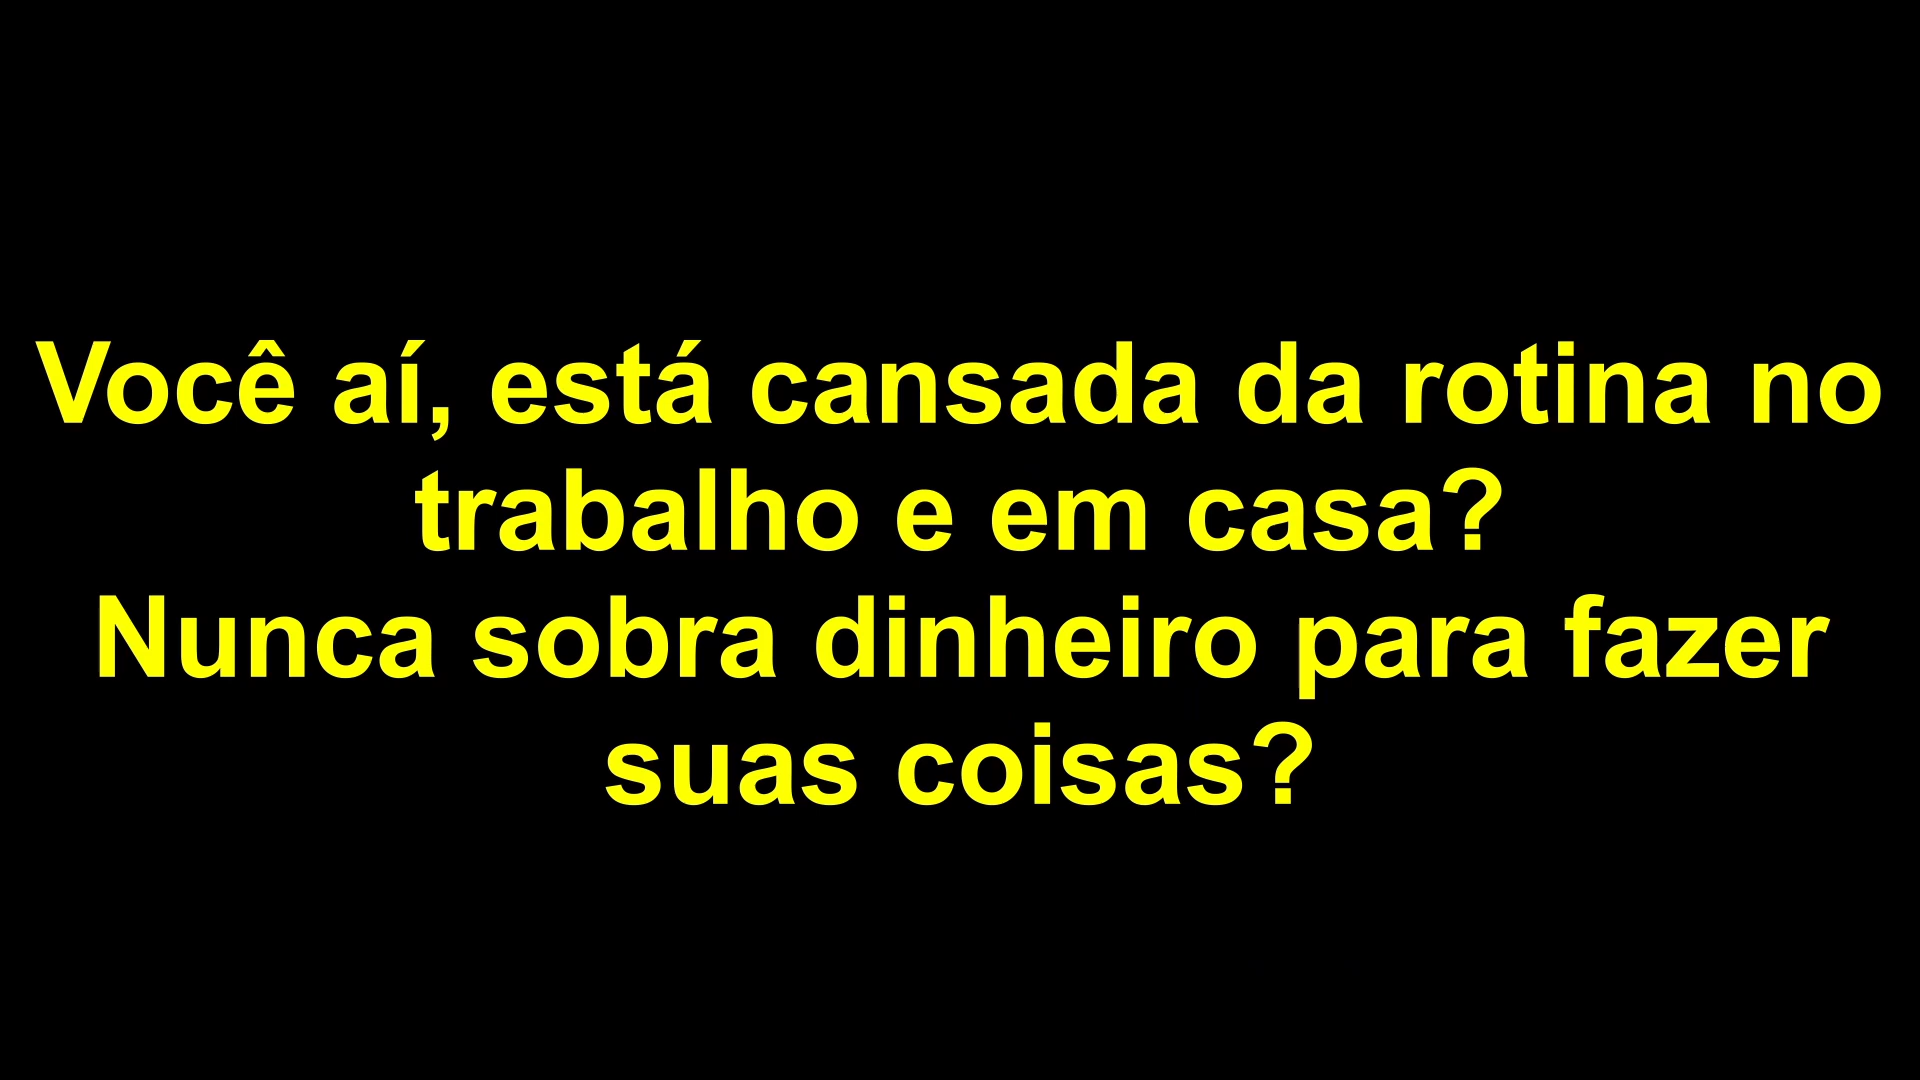 Você aí, está cansada da rotina no
trabalho e em casa?
Nunca sobra dinheiro para fazer
suas coisas?